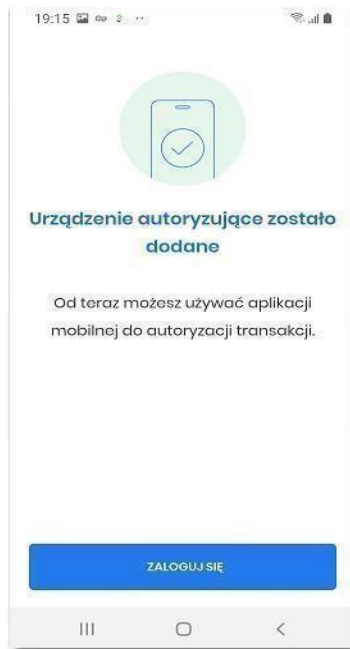 19:15
Urządzenie autoryzujące zostało
dodane
Od teraz możesz używać aplikacji
mobilnej do autoryzacji transakcji.
ZALOGUJ SIĘ